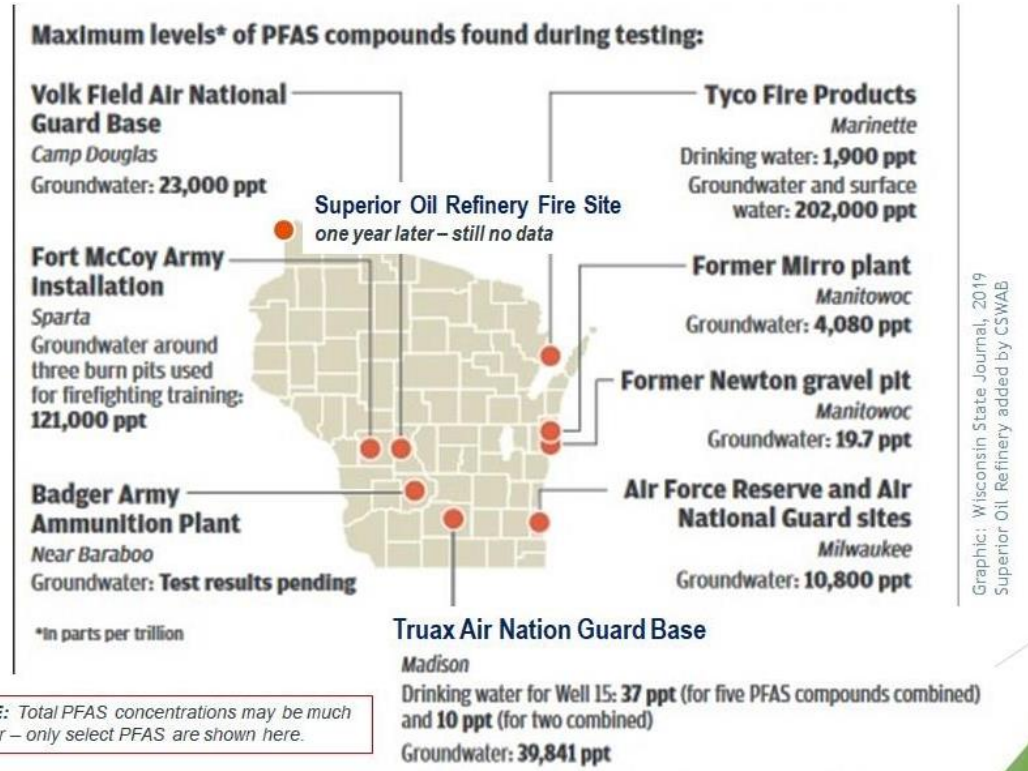 Maximum levels* of PFAS compounds found during testing:
Volk Field Air National
Guard Base
Camp Douglas
Groundwater: 23,000 ppt
Tyco Fire Products
Marinette
Drinking water: 1,900 ppt
Groundwater and surface
water: 202,000 ppt
Superior Oil Refinery Fire Site
one year later – still no data
Fort McCoy Army
Installation
Sparta
Groundwater around
three burn pits used
for firefighting training:
121,000 ppt
Former Mirro plant
Manitowoc
Groundwater: 4,080 ppt
Former Newton gravel pit
Manitowoc
Groundwater: 19.7 ppt
Badger Army
Ammunition Plant
Near Baraboo
Groundwater: Test results pending
Air Force Reserve and Air
National Guard sites
Milwaukee
Groundwater: 10,800 ppt
*In parts per trillion
Truax Air Nation Guard Base
Madison
Drinking water for Well 15: 37 ppt (for five PFAS compounds combined)
and 10 ppt (for two combined)
Groundwater: 39,841 ppt
Total PFAS concentrations may be much
– only select PFAS are shown here.
Graphic: Wisconsin State Journal, 2019
Superior Oil Refinery added by CSWAB